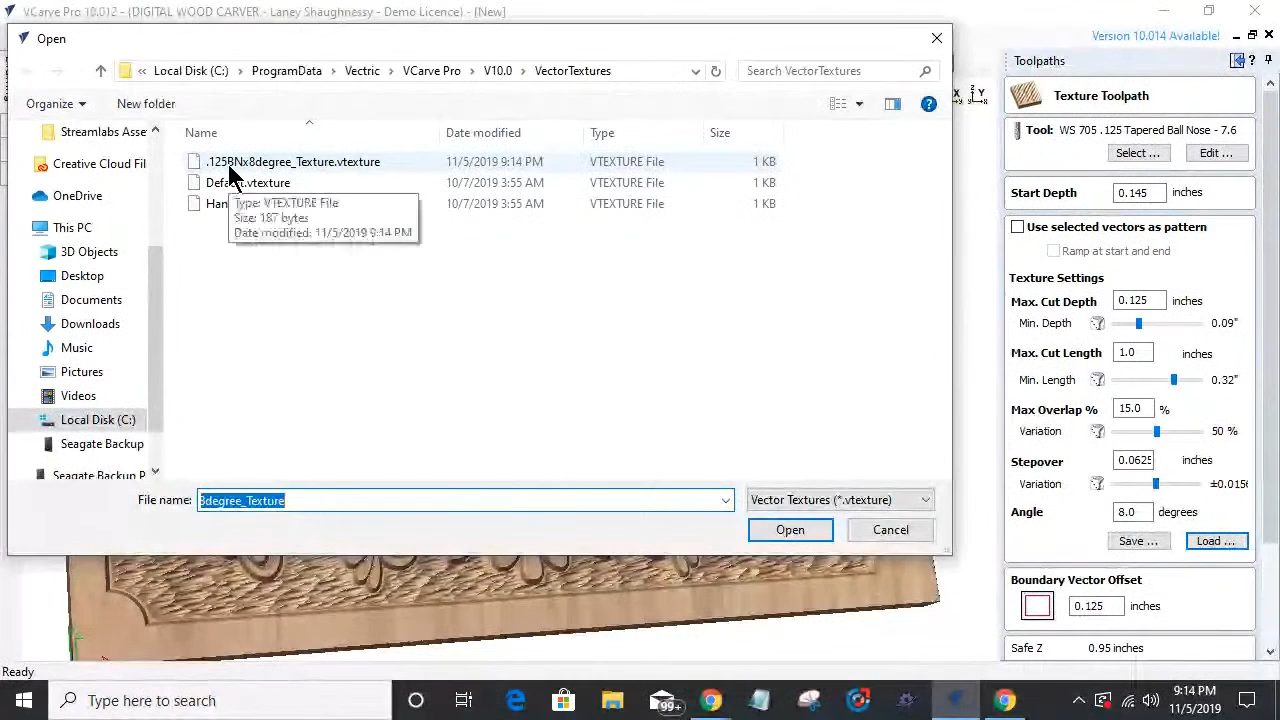 VCarve Pro 10.012 - (DIGITAL WOOD CARVER - Laney Shaughnessy - Demo Licence) - [New]
Open
« Local Disk (C:) > ProgramData > Vectric > VCarve Pro > V10.0 > VectorTextures
Search VectorTextures
Version 10.014 Available!
Organize
New folder
Name
Date modified
Type
Size
Streamlabs Asse
Creative Cloud Fil
OneDrive
This PC
3D Objects
Desktop
Documents
Downloads
Music
Pictures
Videos
Local Disk (C:)
Seagate Backup
Seagate Backup P
.125BNx8degree_Texture.vtexture 11/5/2019 9:14 PM VTEXTURE File 1 KB
Default.vtexture 10/7/2019 3:55 AM VTEXTURE File 1 KB
Han 10/7/2019 3:55 AM VTEXTURE File 1 KB
Type: VTEXTURE File
Size: 187 bytes
Date modified: 11/5/2019 9:14 PM
File name: 8degree_Texture
Vector Textures (*.vtexture)
Open
Cancel
X Y
Toolpaths
Texture Toolpath
Tool: WS 705 .125 Tapered Ball Nose - 7.6
Select ...
Edit ...
Start Depth 0.145 inches
Use selected vectors as pattern
Ramp at start and end
Texture Settings
Max. Cut Depth 0.125 inches
Min. Depth 0.09"
Max. Cut Length 1.0 inches
Min. Length 0.32"
Max Overlap % 15.0 %
Variation 50 %
Stepover 0.0625
Variation ±0.0156
Angle 8.0 degrees
Save ...
Load ...
Boundary Vector Offset
0.125 inches
Safe Z 0.95 inches
Ready
Type here to search
99+
9:14 PM
11/5/2019